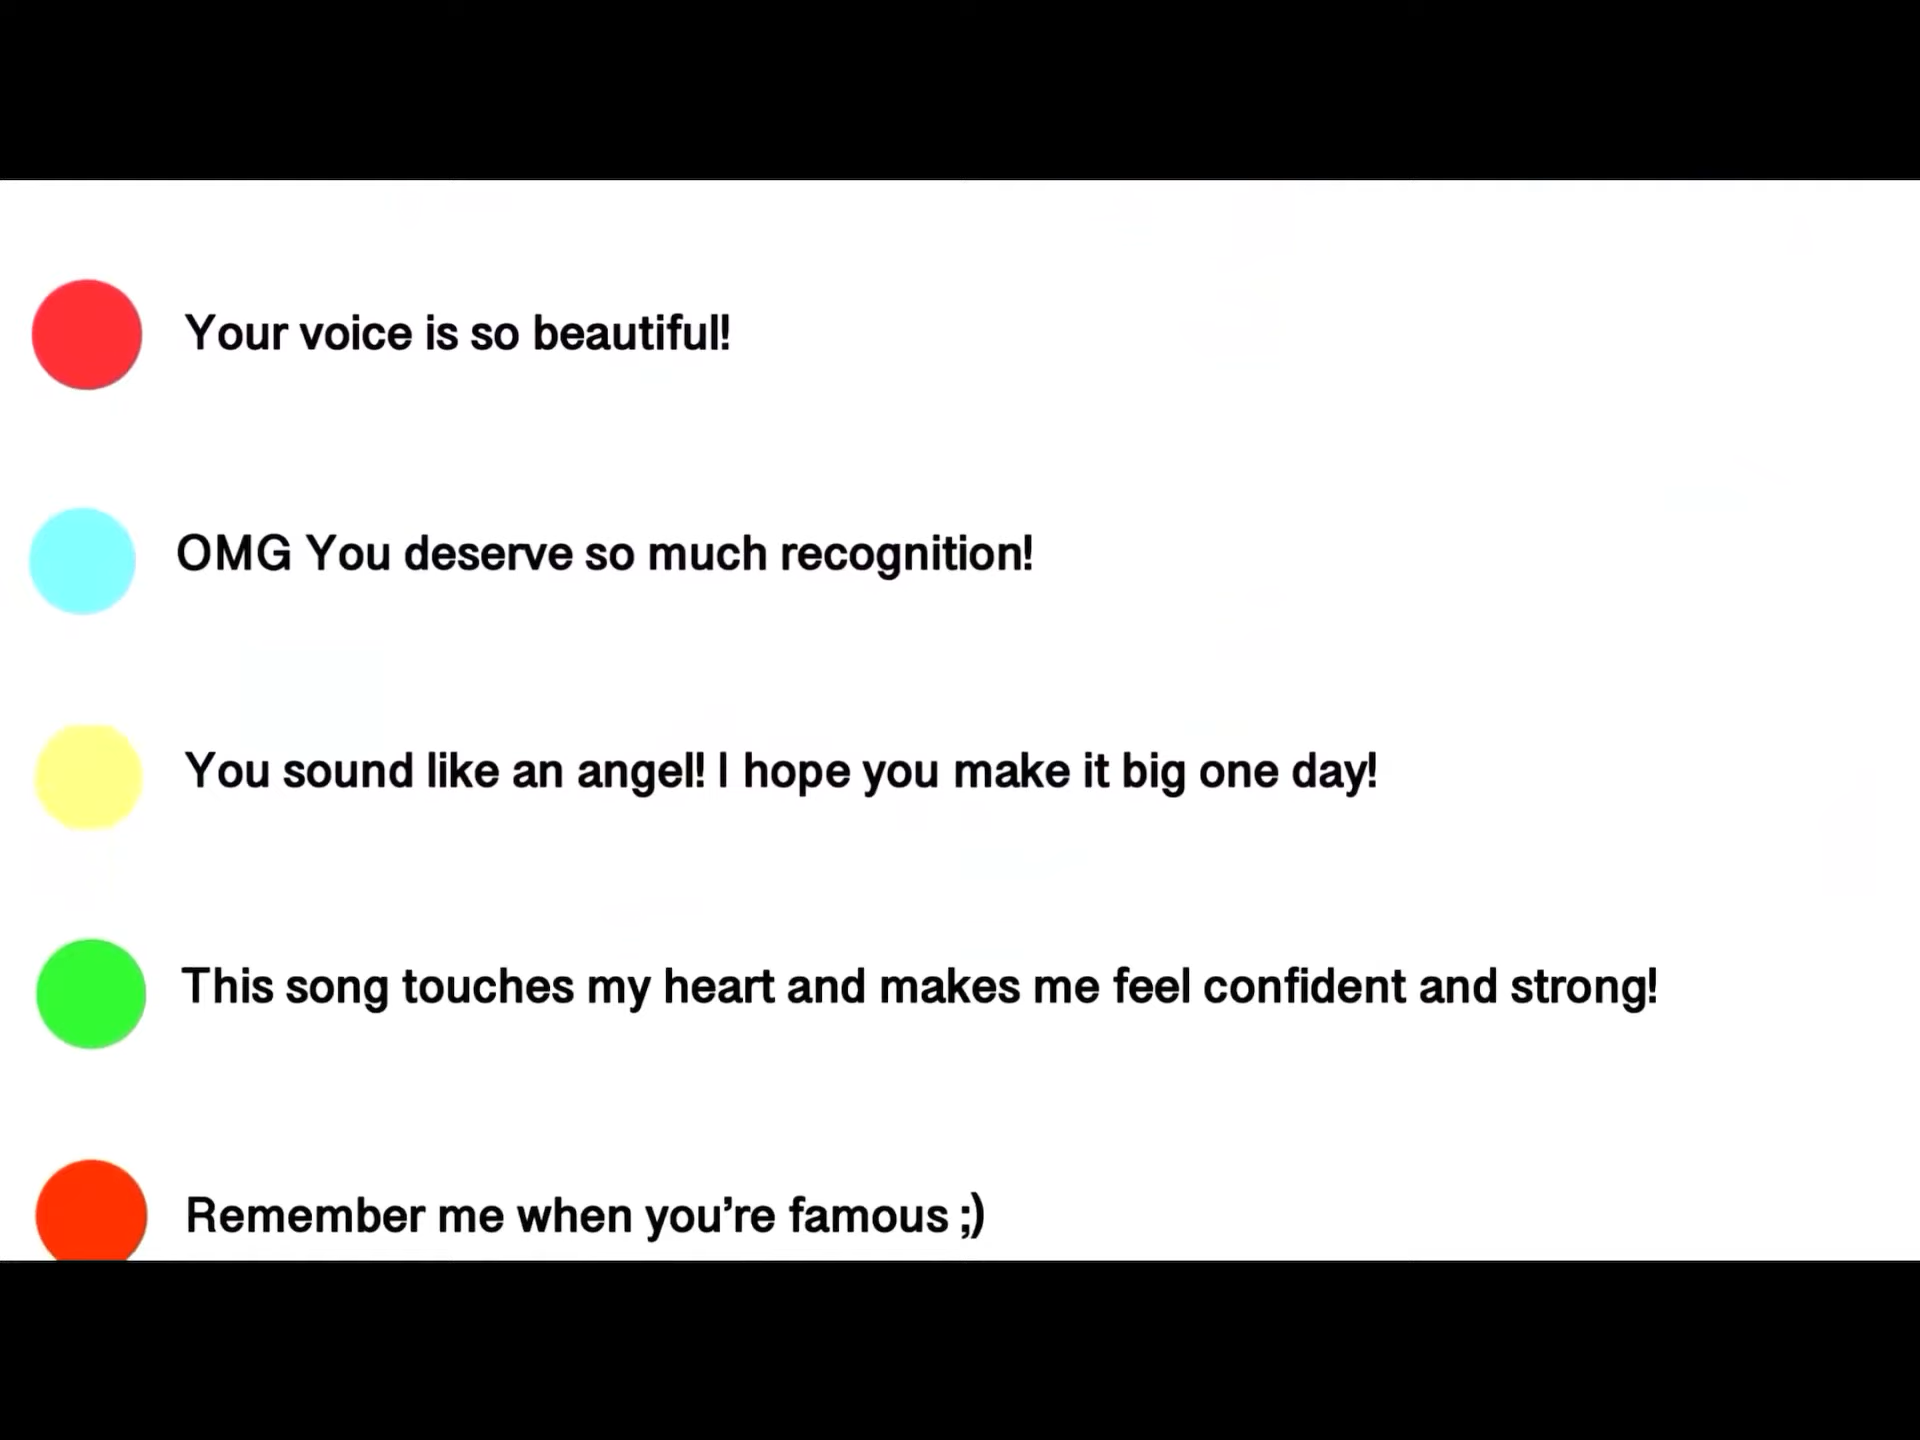 Your voice is so beautiful!
OMG You deserve so much recognition!
You sound like an angel! I hope you make it big one day!
This song touches my heart and makes me feel confident and strong!
Remember me when you’re famous ;)